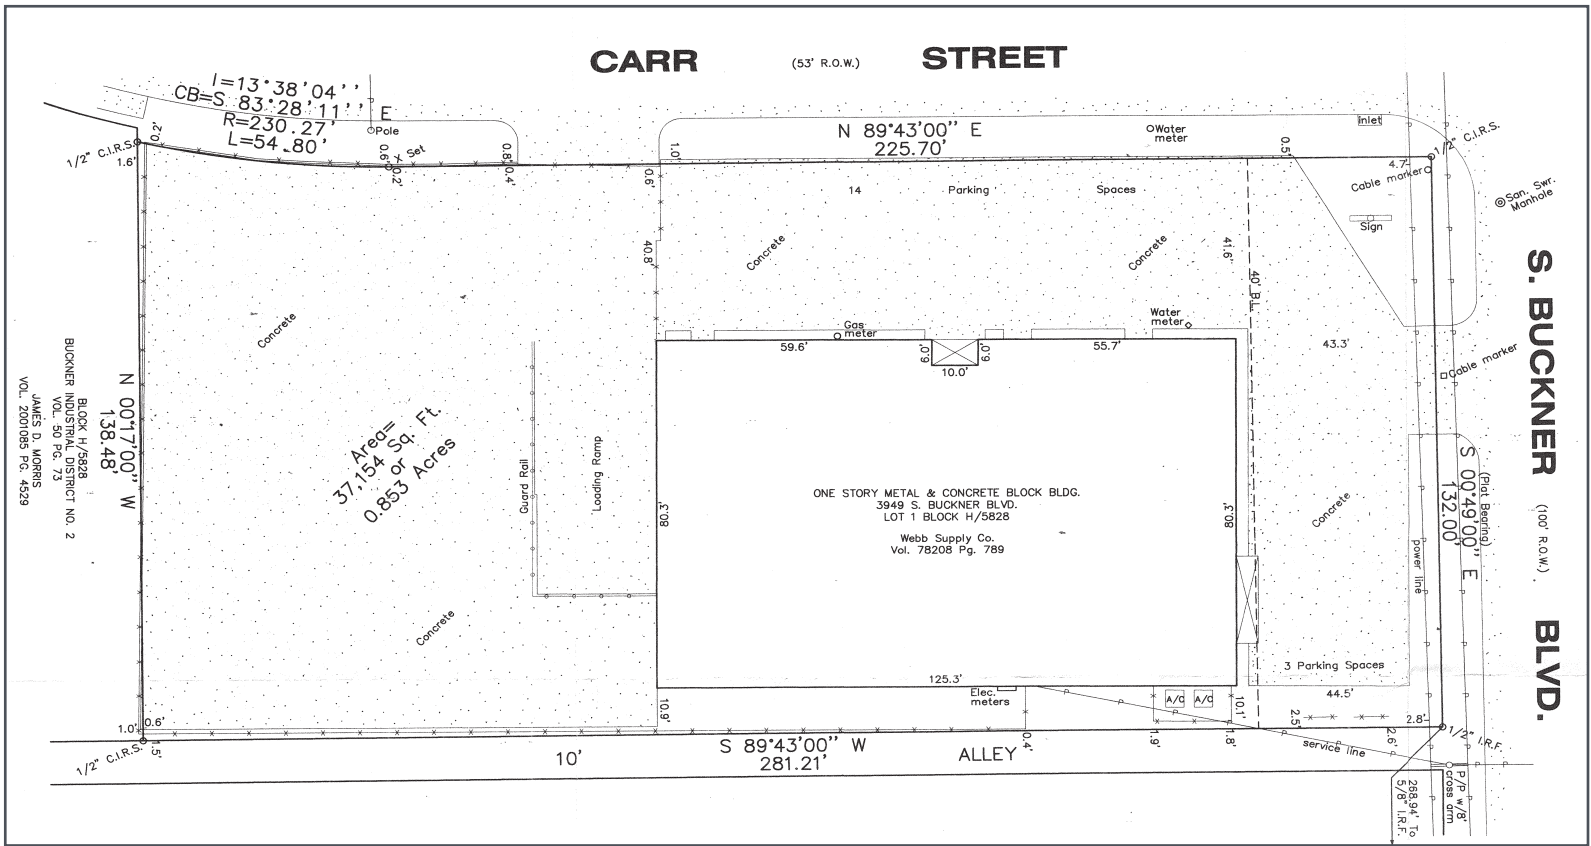 CARR (53' R.O.W.) STREET
I=13°38'04''
CB=S 83°28'11'' E
R=230.27'
L=54.80'
Pole
X Set
0.6'
0.2'
0.8'
0.4'
0.2'
1/2" C.I.R.S.
1.6'
N 89°43'00'' E
225.70'
Water
meter
Inlet
1/2" C.I.R.S.
1.0'
0.6'
0.5'
4.7'
Cable marker
San. Swr.
Manhole
14 Parking Spaces
Sign
Concrete
Concrete
40.8'
41.6'
40' B.L.
Concrete
Gas
meter
Water
meter
59.6'
6.0'
6.0'
10.0'
55.7'
43.3'
Cable marker
S. BUCKNER (100' R.O.W.) BLVD.
N 00°17'00'' W
138.48'
BLOCK H/5828
BUCKNER INDUSTRIAL DISTRICT NO. 2
VOL. 50 PG. 73
JAMES D. MORRIS
VOL. 2001085 PG. 4529
Area=
37,154 Sq. Ft.
or
0.853 Acres
Guard Rail
Loading Ramp
80.3'
ONE STORY METAL & CONCRETE BLOCK BLDG.
3949 S. BUCKNER BLVD.
LOT 1 BLOCK H/5828
Webb Supply Co.
Vol. 78208 Pg. 789
80.3'
Concrete
S 00°49'00'' E
(Plat Bearing)
132.00'
power line
Concrete
3 Parking Spaces
125.3'
Elec.
meters
A/C
A/C
44.5'
10.9'
10.1'
2.5'
2.8'
1.0'
0.6'
1/2" C.I.R.S.
1.5'
10'
S 89°43'00'' W
281.21'
ALLEY
0.4'
1.9'
1.8'
service line
2.6'
1/2" I.R.F.
P/P w/8'
cross arm
268.94' To
5/8" I.R.F.